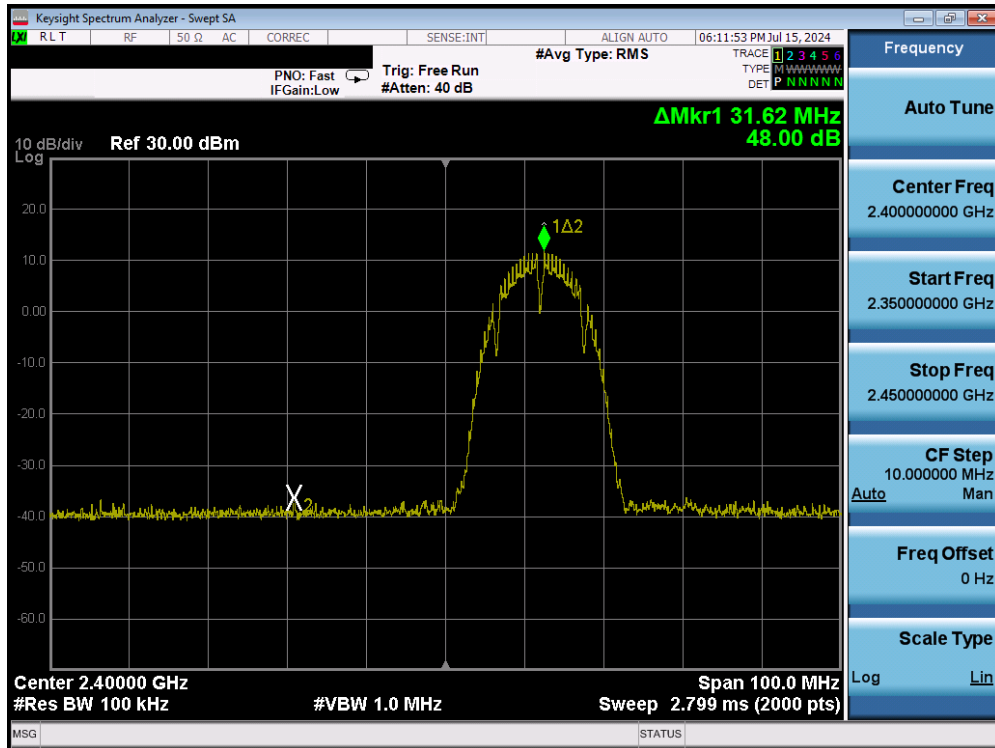 Keysight Spectrum Analyzer - Swept SA
LXI RLT RF 50 Ω AC CORREC SENSE:INT ALIGN AUTO 06:11:53 PM Jul 15, 2024
PNO: Fast
IFGain:Low
Trig: Free Run
#Atten: 40 dB
#Avg Type: RMS
TRACE 1 2 3 4 5 6
TYPE M WWWWW
DET P N N N N N
ΔMkr1 31.62 MHz
48.00 dB
10 dB/div Ref 30.00 dBm
Log
20.0
10.0
0.00
-10.0
-20.0
-30.0
-40.0
-50.0
-60.0
1Δ2
X2
Center 2.40000 GHz Span 100.0 MHz
#Res BW 100 kHz #VBW 1.0 MHz Sweep 2.799 ms (2000 pts)
MSG STATUS
Frequency
Auto Tune
Center Freq
2.400000000 GHz
Start Freq
2.350000000 GHz
Stop Freq
2.450000000 GHz
CF Step
10.000000 MHz
Auto Man
Freq Offset
0 Hz
Scale Type
Log Lin